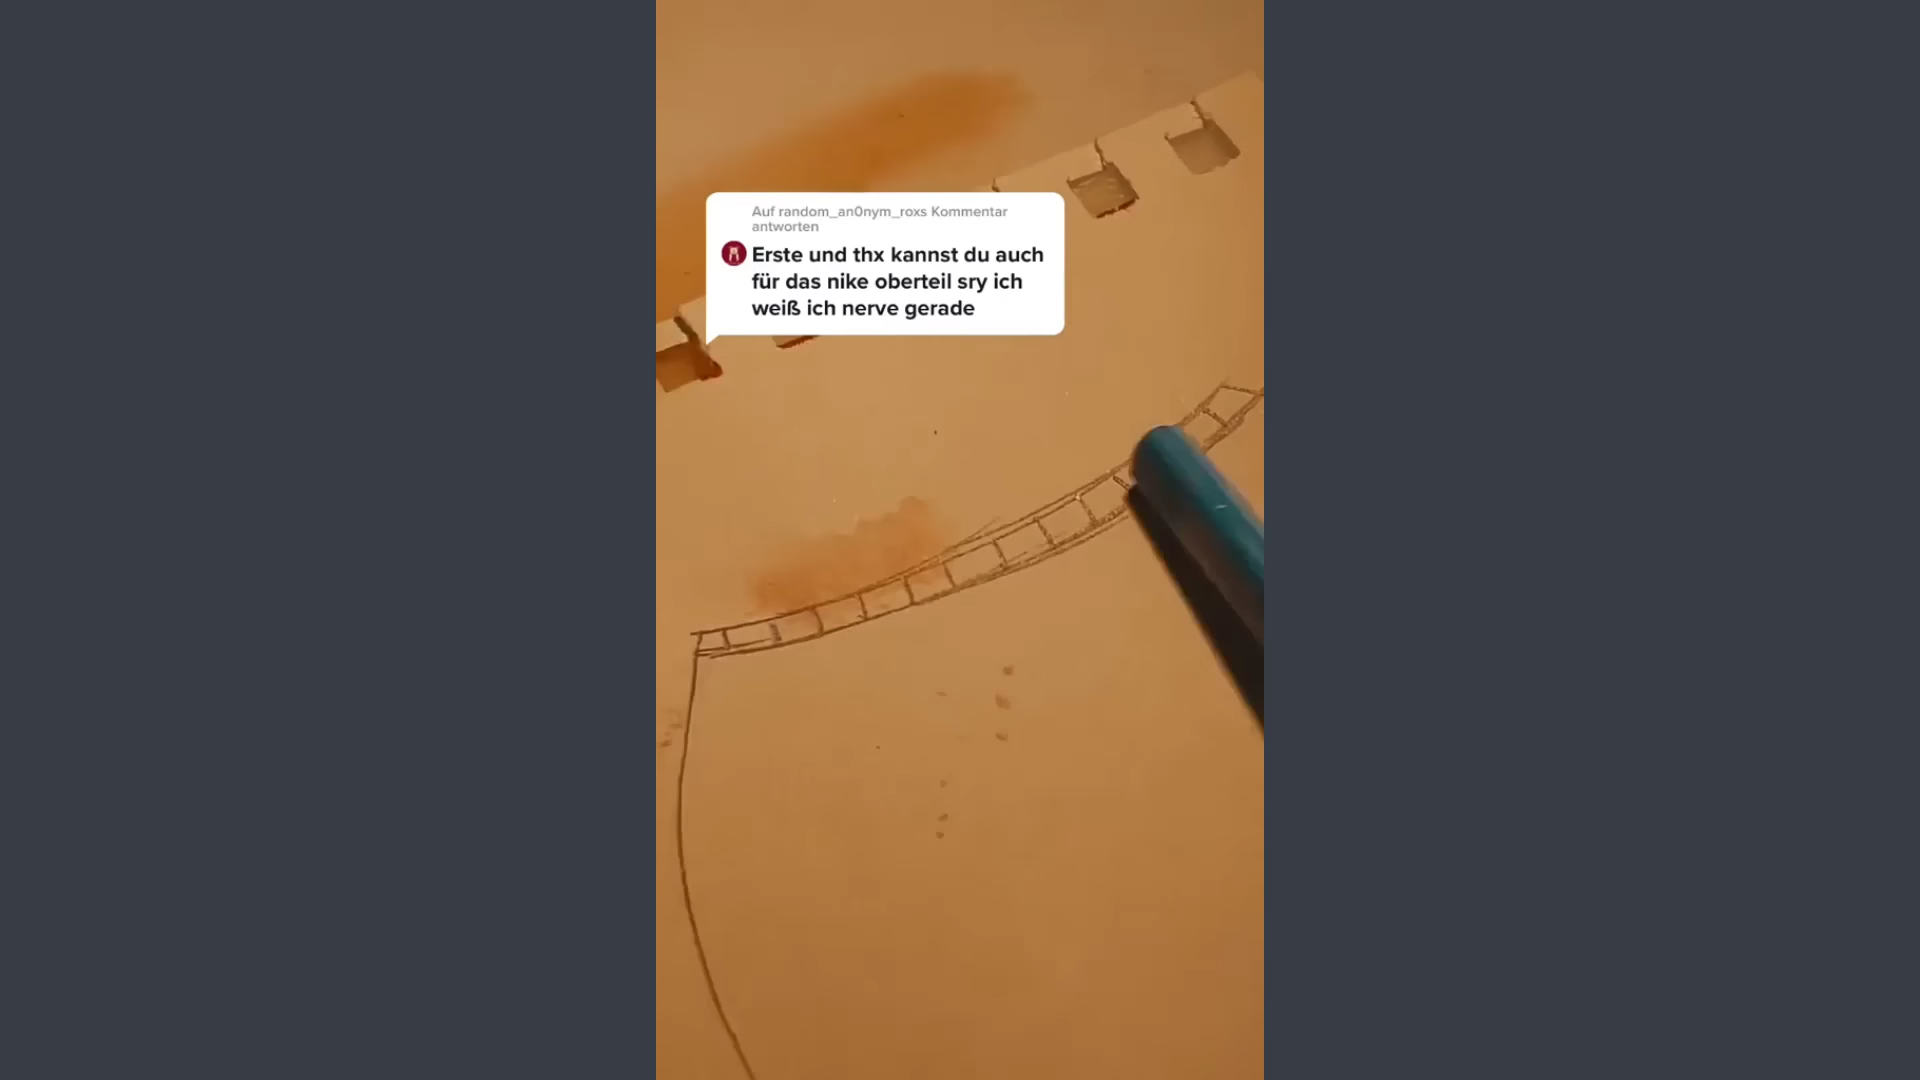 Auf random_an0nym_roxs Kommentar
antworten
Erste und thx kannst du auch
für das nike oberteil sry ich
weiß ich nerve gerade